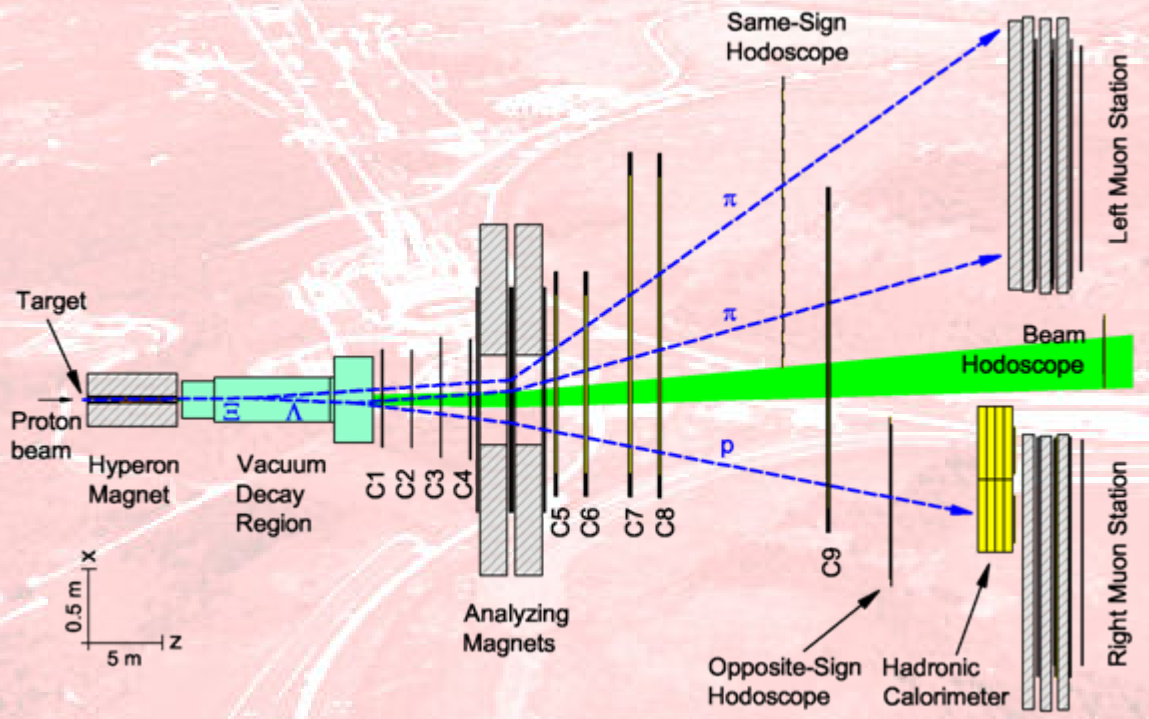 Same-Sign
Hodoscope
Left Muon Station
π
π
Target
Beam
Hodoscope
Ξ
Λ
Proton
beam
p
Hyperon
Magnet
Vacuum
Decay
Region
C1
C2
C3
C4
C5
C6
C7
C8
C9
Right Muon Station
x
0.5 m
z
5 m
Analyzing
Magnets
Opposite-Sign
Hodoscope
Hadronic
Calorimeter